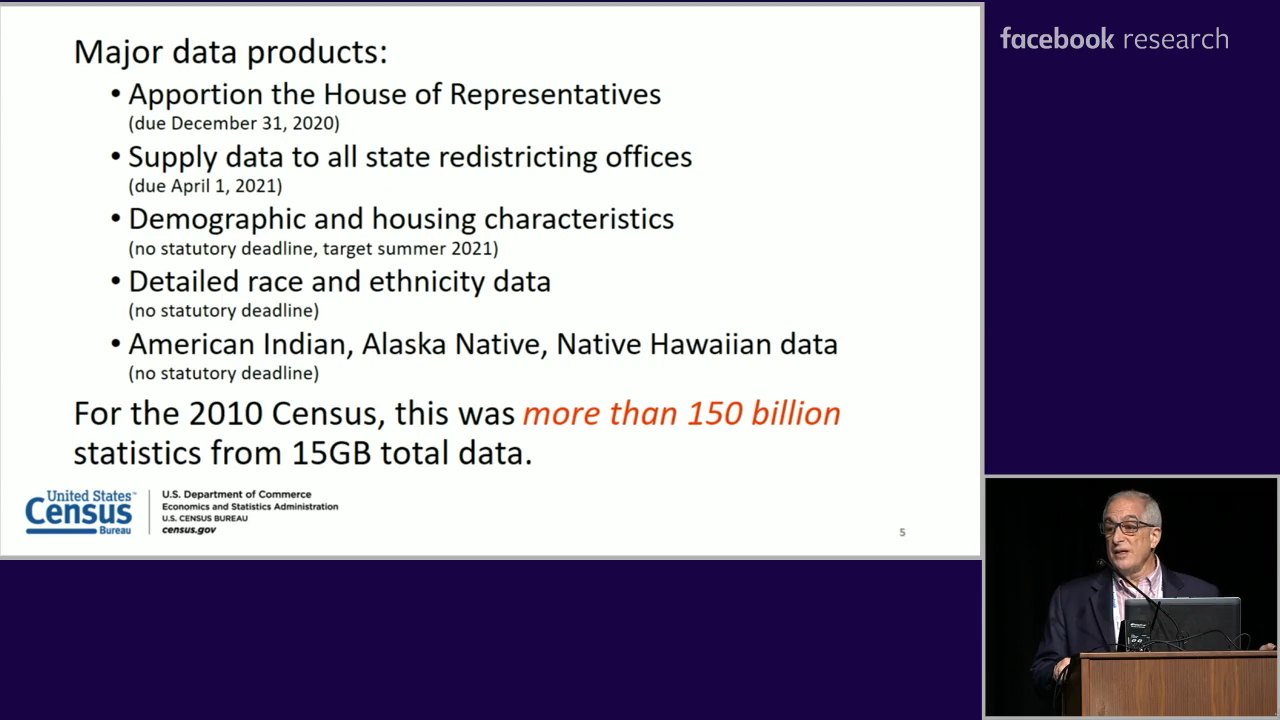 Major data products:
• Apportion the House of Representatives
(due December 31, 2020)
• Supply data to all state redistricting offices
(due April 1, 2021)
• Demographic and housing characteristics
(no statutory deadline, target summer 2021)
• Detailed race and ethnicity data
(no statutory deadline)
• American Indian, Alaska Native, Native Hawaiian data
(no statutory deadline)
For the 2010 Census, this was more than 150 billion
statistics from 15GB total data.
United States™
Census
Bureau
U.S. Department of Commerce
Economics and Statistics Administration
U.S. CENSUS BUREAU
census.gov
5
facebook research